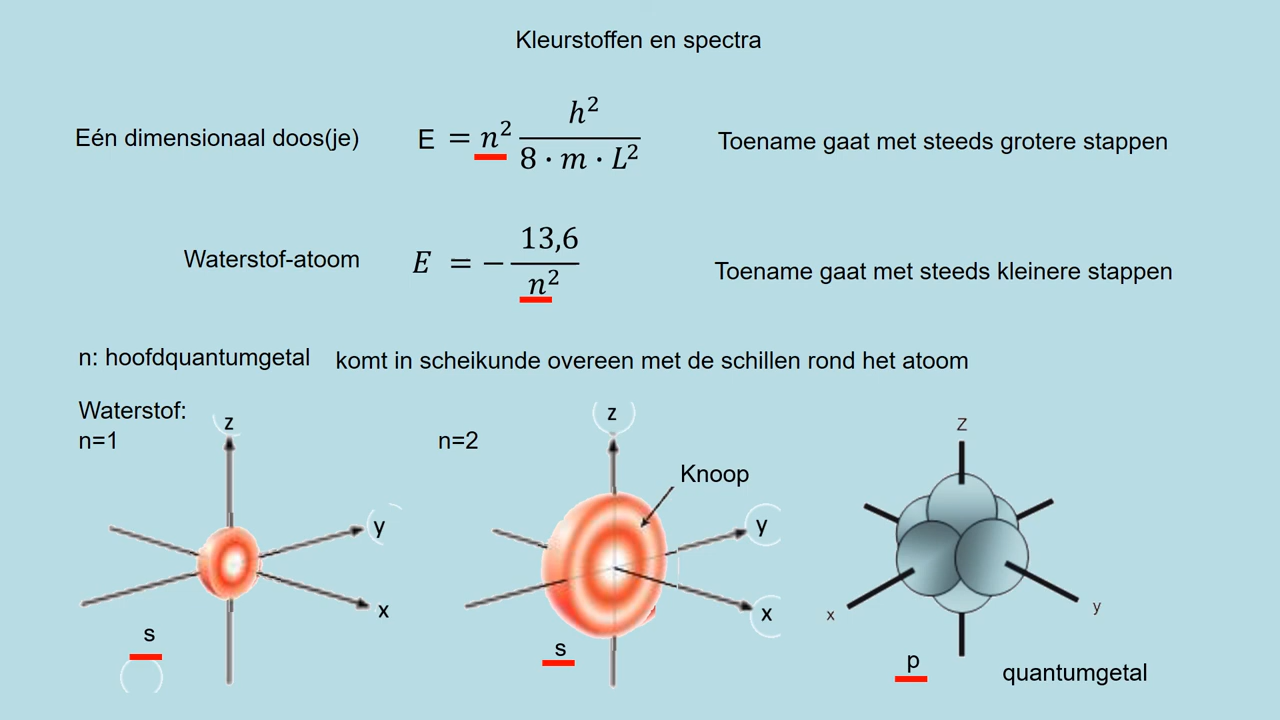 Kleurstoffen en spectra
Eén dimensionaal doos(je)
E = n² h² / 8 · m · L²
Toename gaat met steeds grotere stappen
Waterstof-atoom
E = − 13,6 / n²
Toename gaat met steeds kleinere stappen
n: hoofdquantumgetal
komt in scheikunde overeen met de schillen rond het atoom
Waterstof:
n=1
z
y
x
s
n=2
z
Knoop
y
x
s
Z
x
y
p
quantumgetal